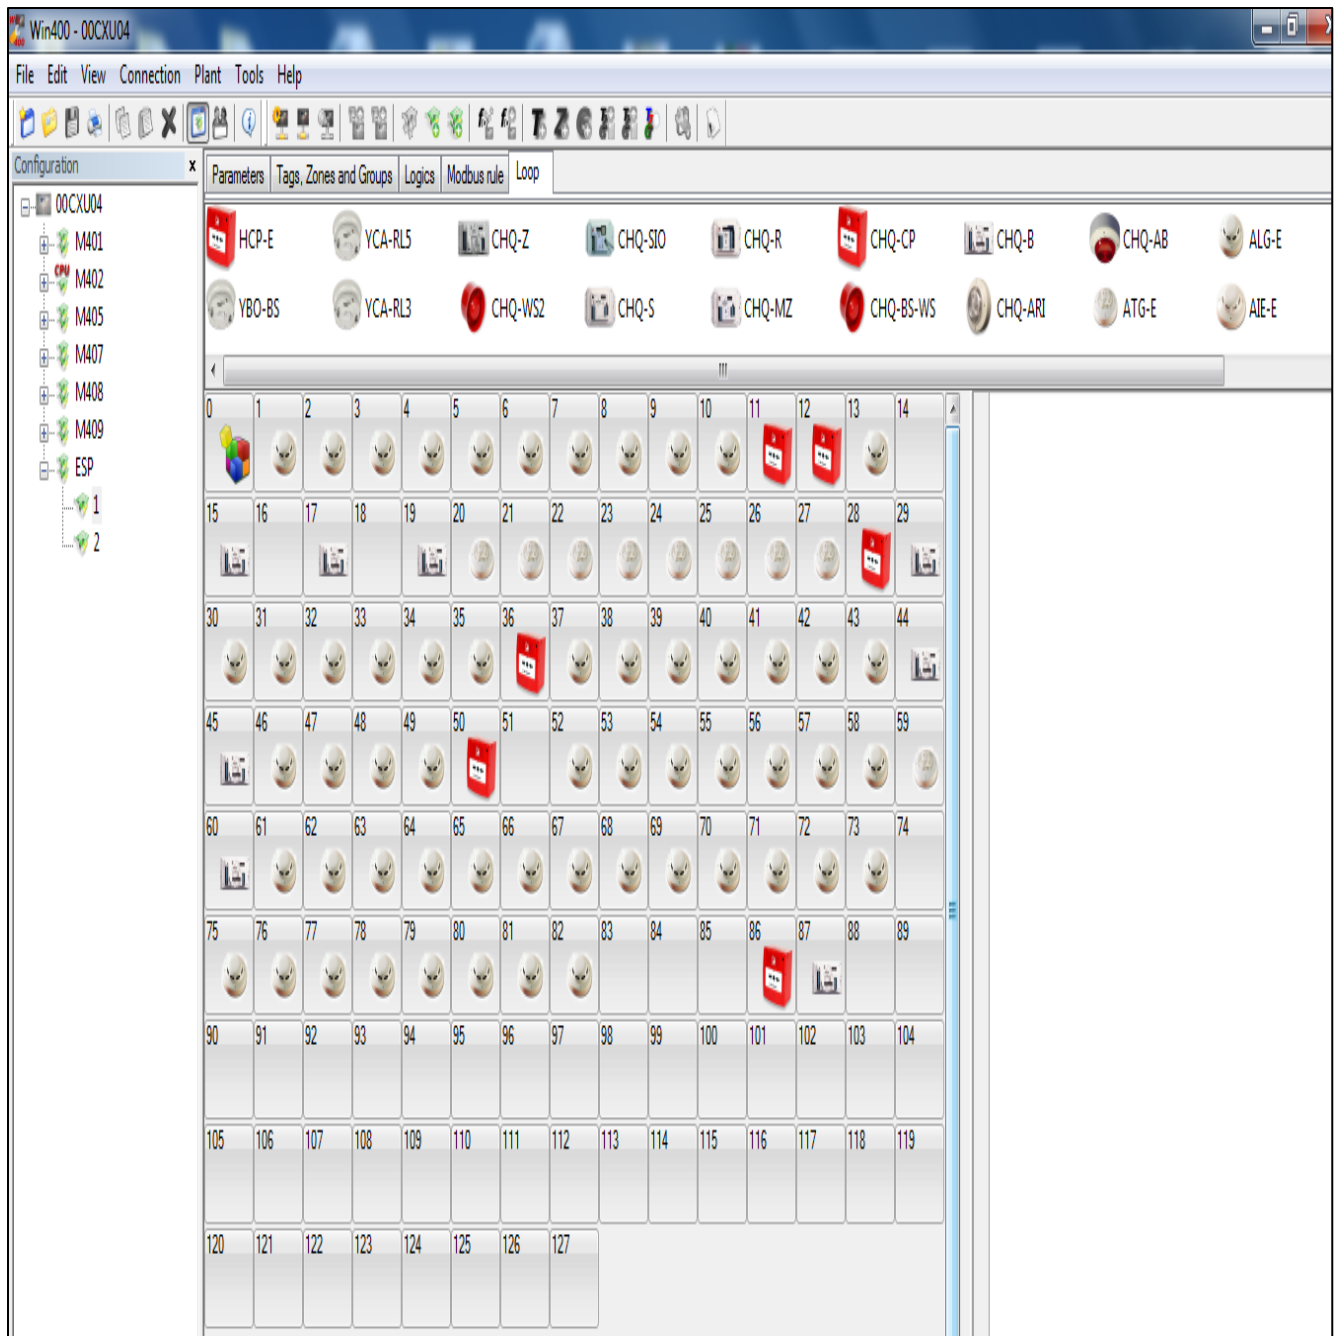 Win400 - 00CXU04
File Edit View Connection Plant Tools Help
Configuration x
Parameters Tags, Zones and Groups Logics Modbus rule Loop
00CXU04
M401
CPU M402
M405
M407
M408
M409
ESP
1
2
HCP-E YCA-RL5 CHQ-Z CHQ-SIO CHQ-R CHQ-CP CHQ-B CHQ-AB ALG-E
YBO-BS YCA-RL3 CHQ-WS2 CHQ-S CHQ-MZ CHQ-BS-WS CHQ-ARI ATG-E AIE-E
0 1 2 3 4 5 6 7 8 9 10 11 12 13 14
15 16 17 18 19 20 21 22 23 24 25 26 27 28 29
30 31 32 33 34 35 36 37 38 39 40 41 42 43 44
45 46 47 48 49 50 51 52 53 54 55 56 57 58 59
60 61 62 63 64 65 66 67 68 69 70 71 72 73 74
75 76 77 78 79 80 81 82 83 84 85 86 87 88 89
90 91 92 93 94 95 96 97 98 99 100 101 102 103 104
105 106 107 108 109 110 111 112 113 114 115 116 117 118 119
120 121 122 123 124 125 126 127